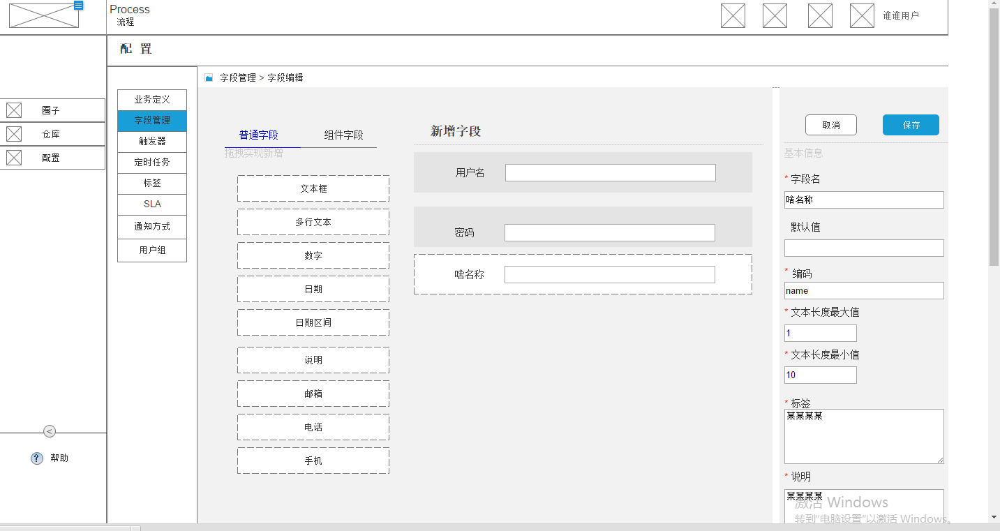 Process
流程
谁谁用户
配 置
字段管理 > 字段编辑
圈子
仓库
配置
<
? 帮助
业务定义
字段管理
触发器
定时任务
标签
SLA
通知方式
用户组
普通字段
组件字段
拖拽实现新增
文本框
多行文本
数字
日期
日期区间
说明
邮箱
电话
手机
新增字段
用户名
密码
啥名称
取消
保存
基本信息
* 字段名
啥名称
默认值
* 编码
name
* 文本长度最大值
1
* 文本长度最小值
10
* 标签
某某某某
* 说明
某某某某
激活 Windows
转到"电脑设置"以激活 Windows。